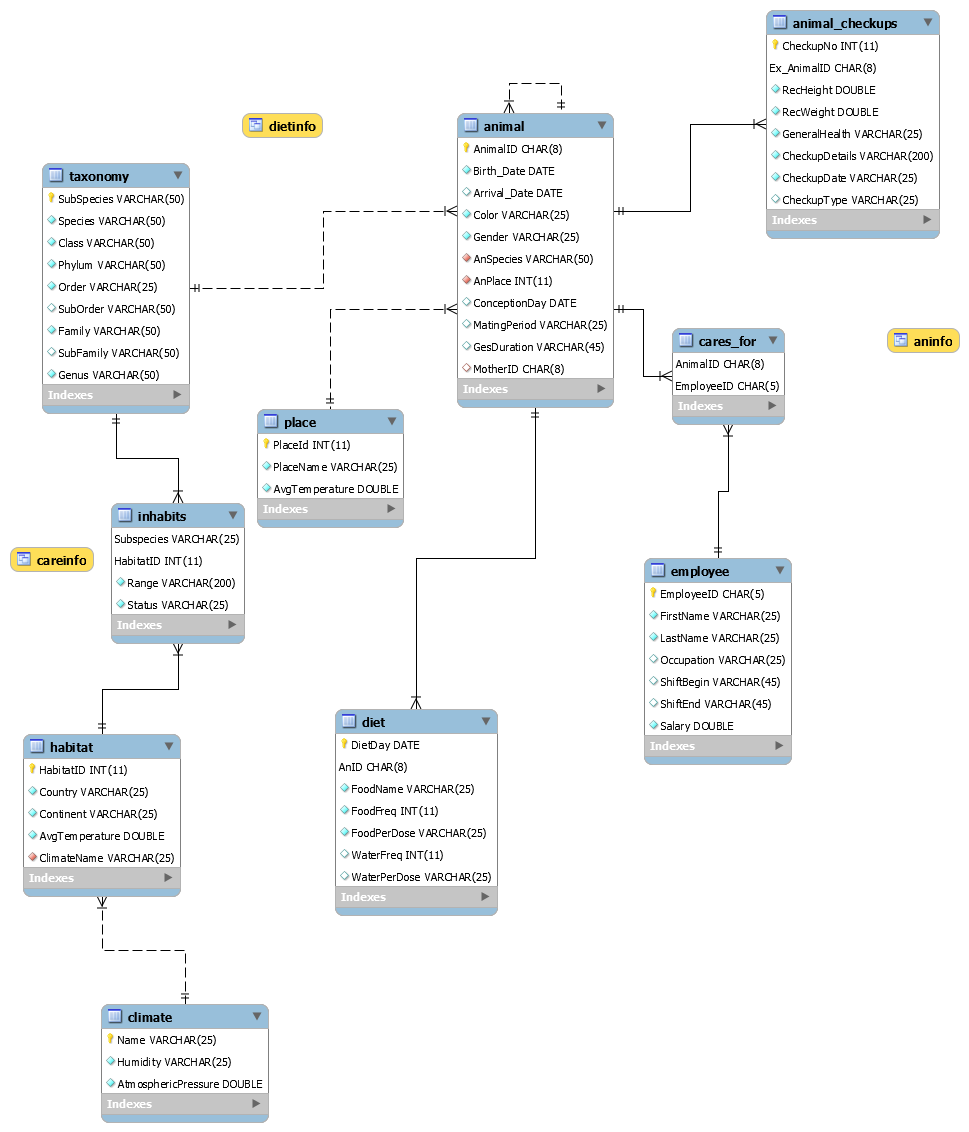 animal_checkups
CheckupNo INT(11)
Ex_AnimalID CHAR(8)
RecHeight DOUBLE
RecWeight DOUBLE
GeneralHealth VARCHAR(25)
CheckupDetails VARCHAR(200)
CheckupDate VARCHAR(25)
CheckupType VARCHAR(25)
Indexes
dietinfo
animal
AnimalID CHAR(8)
Birth_Date DATE
Arrival_Date DATE
Color VARCHAR(25)
Gender VARCHAR(25)
AnSpecies VARCHAR(50)
AnPlace INT(11)
ConceptionDay DATE
MatingPeriod VARCHAR(25)
GesDuration VARCHAR(45)
MotherID CHAR(8)
Indexes
taxonomy
SubSpecies VARCHAR(50)
Species VARCHAR(50)
Class VARCHAR(50)
Phylum VARCHAR(50)
Order VARCHAR(25)
SubOrder VARCHAR(50)
Family VARCHAR(50)
SubFamily VARCHAR(50)
Genus VARCHAR(50)
Indexes
cares_for
AnimalID CHAR(8)
EmployeeID CHAR(5)
Indexes
aninfo
place
PlaceId INT(11)
PlaceName VARCHAR(25)
AvgTemperature DOUBLE
Indexes
inhabits
Subspecies VARCHAR(25)
HabitatID INT(11)
Range VARCHAR(200)
Status VARCHAR(25)
Indexes
careinfo
employee
EmployeeID CHAR(5)
FirstName VARCHAR(25)
LastName VARCHAR(25)
Occupation VARCHAR(25)
ShiftBegin VARCHAR(45)
ShiftEnd VARCHAR(45)
Salary DOUBLE
Indexes
diet
DietDay DATE
AnID CHAR(8)
FoodName VARCHAR(25)
FoodFreq INT(11)
FoodPerDose VARCHAR(25)
WaterFreq INT(11)
WaterPerDose VARCHAR(25)
Indexes
habitat
HabitatID INT(11)
Country VARCHAR(25)
Continent VARCHAR(25)
AvgTemperature DOUBLE
ClimateName VARCHAR(25)
Indexes
climate
Name VARCHAR(25)
Humidity VARCHAR(25)
AtmosphericPressure DOUBLE
Indexes